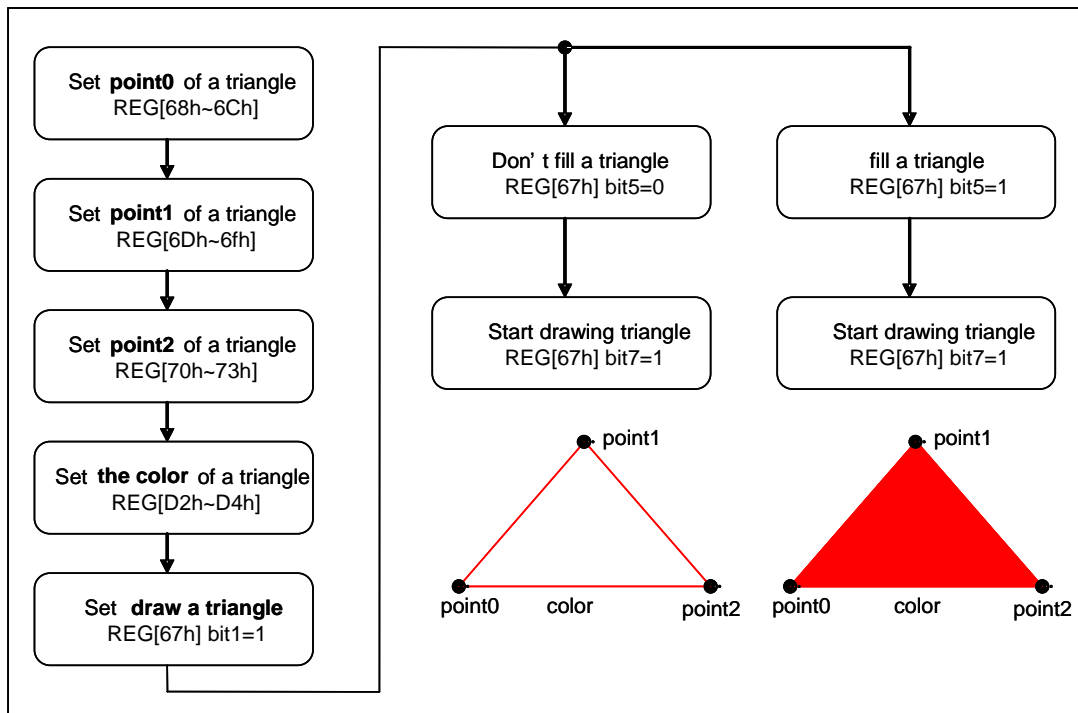 Set point0 of a triangle
REG[68h~6Ch]
Set point1 of a triangle
REG[6Dh~6fh]
Set point2 of a triangle
REG[70h~73h]
Set the color of a triangle
REG[D2h~D4h]
Set draw a triangle
REG[67h] bit1=1
Don' t fill a triangle
REG[67h] bit5=0
Start drawing triangle
REG[67h] bit7=1
point1
point0
color
point2
fill a triangle
REG[67h] bit5=1
Start drawing triangle
REG[67h] bit7=1
point1
point0
color
point2